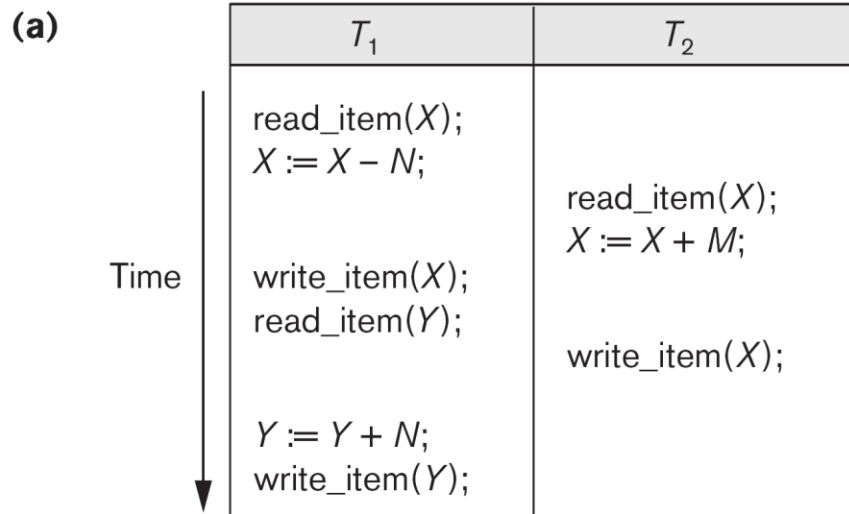 (a)
T1 T2
read_item(X);
X := X – N;
read_item(X);
X := X + M;
Time
write_item(X);
read_item(Y);
write_item(X);
Y := Y + N;
write_item(Y);